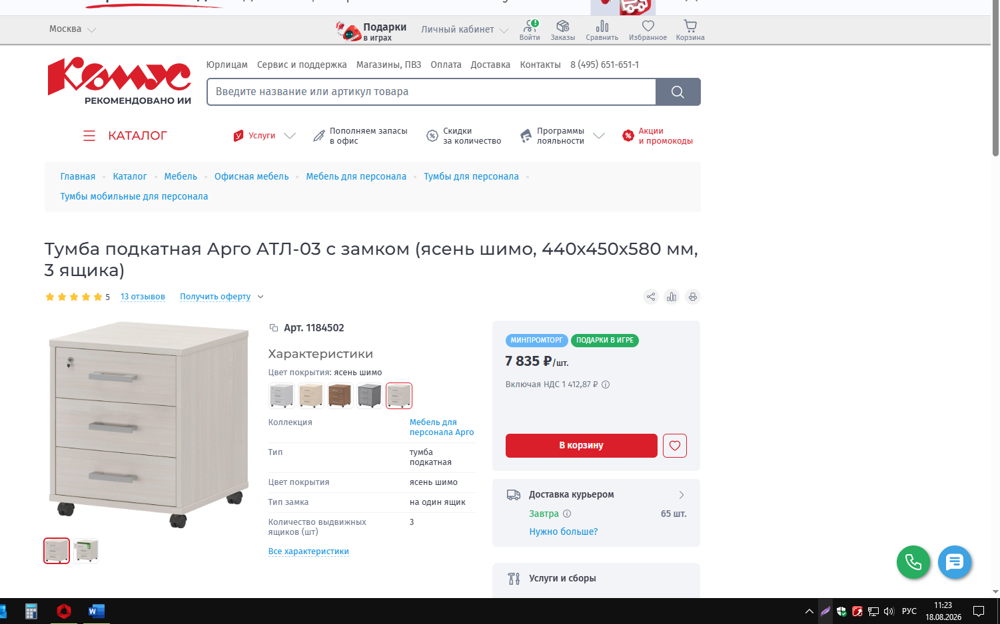 Москва
Подарки
в играх
Личный кабинет
Войти
Заказы
Сравнить
Избранное
Корзина
Комус
РЕКОМЕНДОВАНО ИИ
Юрлицам
Сервис и поддержка
Магазины, ПВЗ
Оплата
Доставка
Контакты
8 (495) 651-651-1
Введите название или артикул товара
КАТАЛОГ
Услуги
Пополняем запасы
в офис
Скидки
за количество
Программы
лояльности
Акции
и промокоды
Главная • Каталог • Мебель • Офисная мебель • Мебель для персонала • Тумбы для персонала •
Тумбы мобильные для персонала
Тумба подкатная Арго АТЛ-03 с замком (ясень шимо, 440x450x580 мм,
3 ящика)
5
13 отзывов
Получить оферту
Арт. 1184502
Характеристики
Цвет покрытия: ясень шимо
Коллекция
Мебель для
персонала Арго
Тип
тумба
подкатная
Цвет покрытия
ясень шимо
Тип замка
на один ящик
Количество выдвижных
ящиков (шт)
3
Все характеристики
МИНПРОМТОРГ
ПОДАРКИ В ИГРЕ
7 835 ₽/шт.
Включая НДС 1 412,87 ₽
В корзину
Доставка курьером
Завтра
65 шт.
Нужно больше?
Услуги и сборы
РУС
11:23
18.08.2026